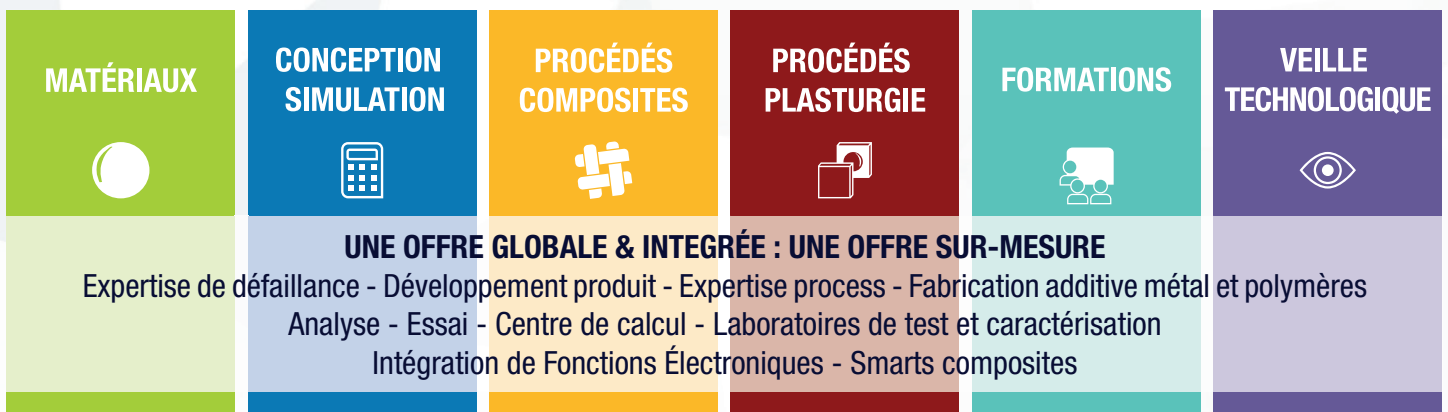 MATÉRIAUX
CONCEPTION
SIMULATION
PROCÉDÉS
COMPOSITES
PROCÉDÉS
PLASTURGIE
FORMATIONS
VEILLE
TECHNOLOGIQUE
UNE OFFRE GLOBALE & INTEGRÉE : UNE OFFRE SUR-MESURE
Expertise de défaillance - Développement produit - Expertise process - Fabrication additive métal et polymères
Analyse - Essai - Centre de calcul - Laboratoires de test et caractérisation
Intégration de Fonctions Électroniques - Smarts composites